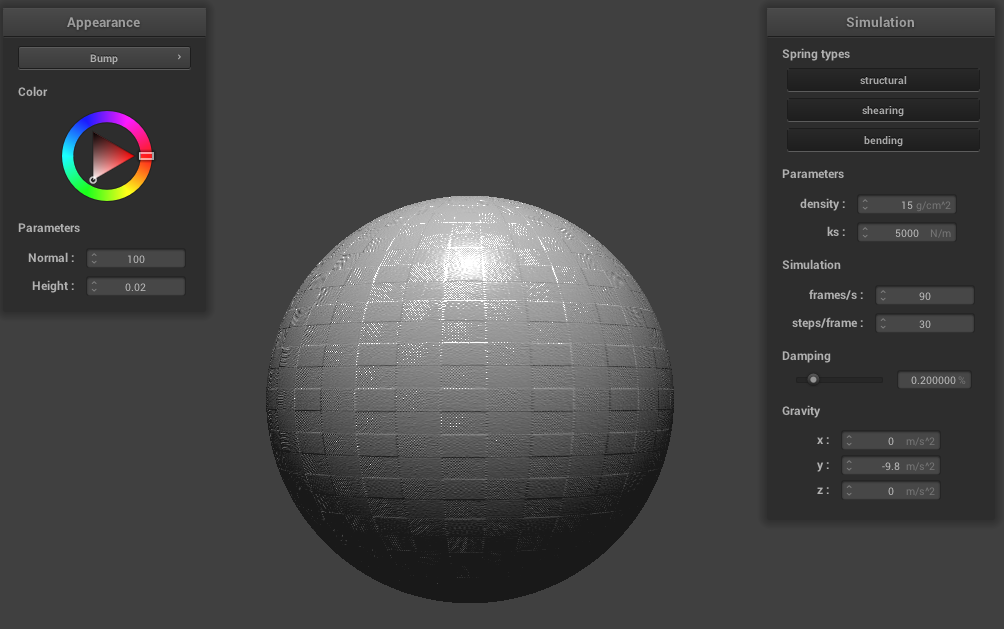 Appearance
Bump
Color
Parameters
Normal : 100
Height : 0.02
Simulation
Spring types
structural
shearing
bending
Parameters
density : 15 g/cm^2
ks : 5000 N/m
Simulation
frames/s : 90
steps/frame : 30
Damping
0.200000 %
Gravity
x : 0 m/s^2
y : -9.8 m/s^2
z : 0 m/s^2